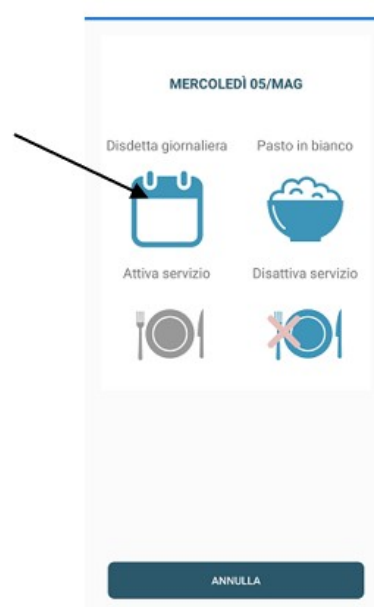 MERCOLEDÌ 05/MAG
Disdetta giornaliera Pasto in bianco
Attiva servizio Disattiva servizio
ANNULLA